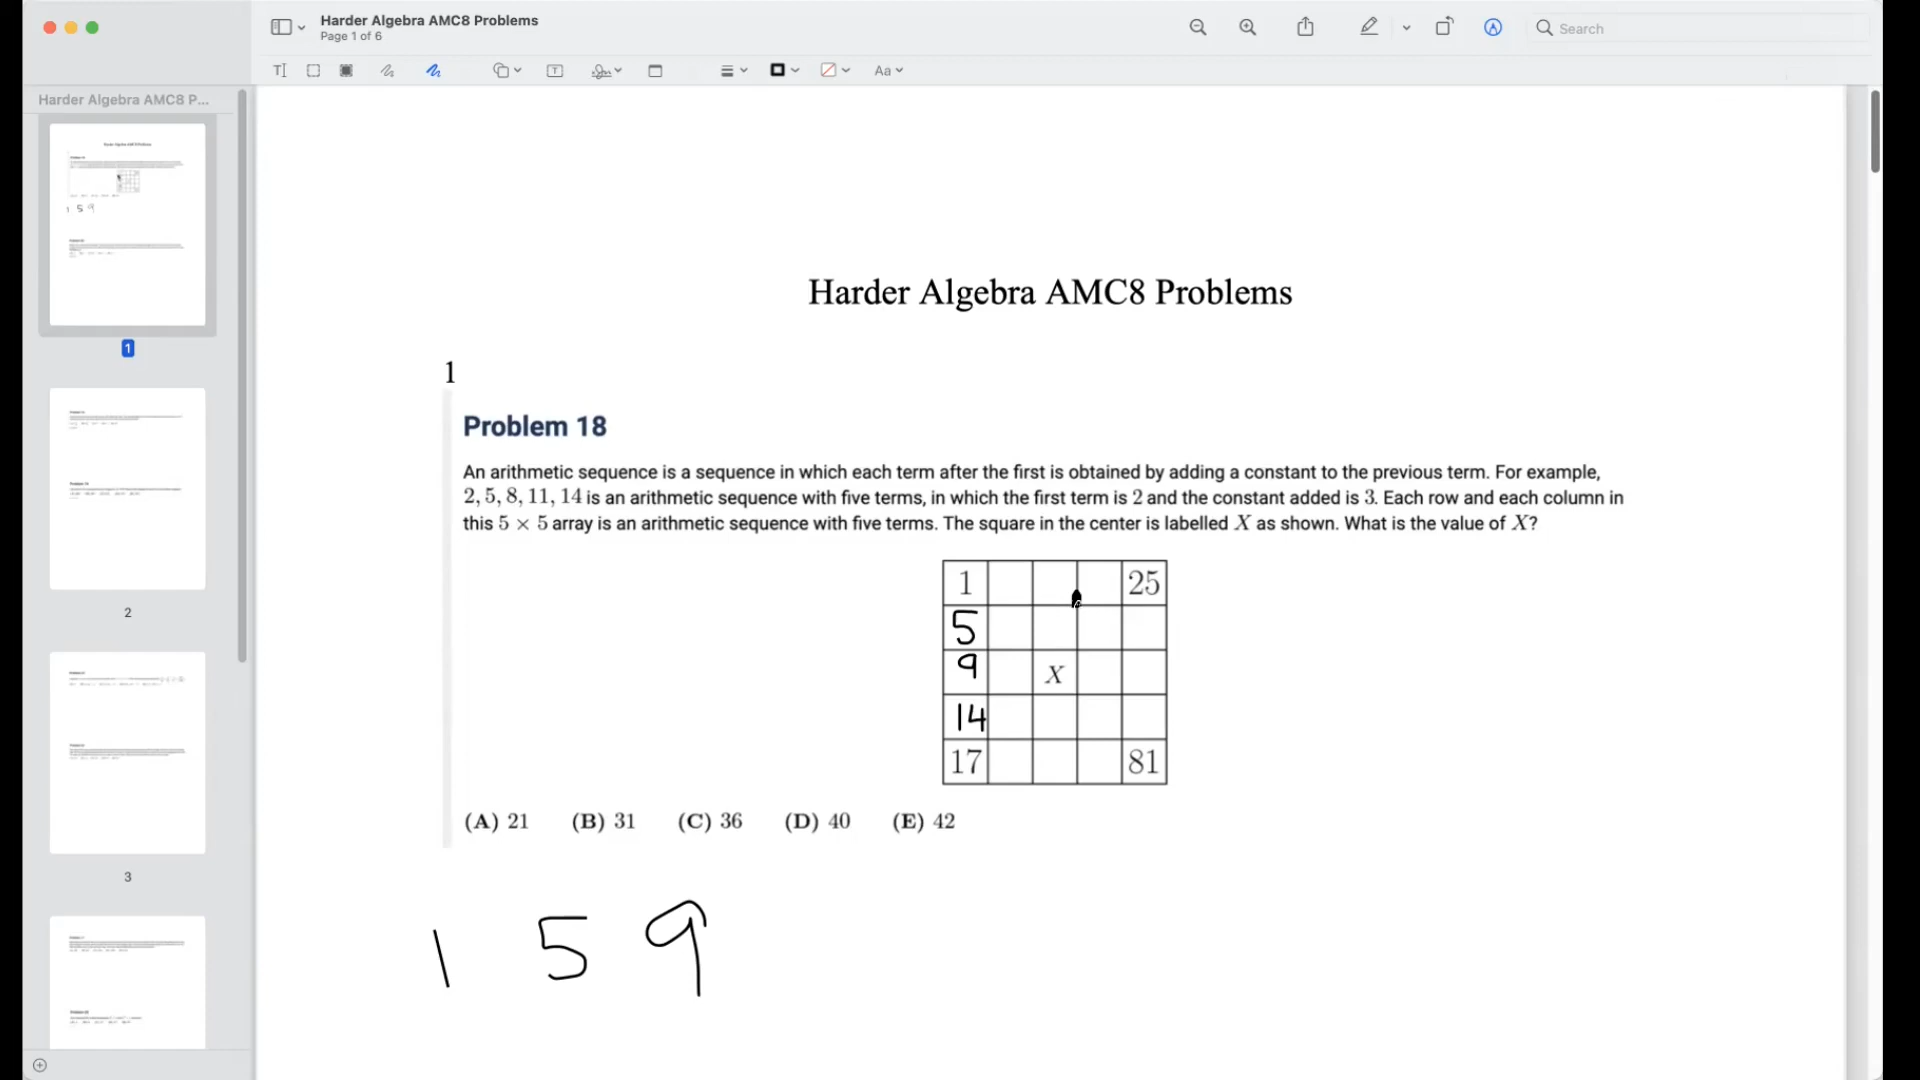 Harder Algebra AMC8 Problems
Page 1 of 6
Search
Aa
Harder Algebra AMC8 P...
1
2
3
Harder Algebra AMC8 Problems
1
Problem 18
An arithmetic sequence is a sequence in which each term after the first is obtained by adding a constant to the previous term. For example,
2, 5, 8, 11, 14 is an arithmetic sequence with five terms, in which the first term is 2 and the constant added is 3. Each row and each column in
this 5 × 5 array is an arithmetic sequence with five terms. The square in the center is labelled X as shown. What is the value of X?
1 25
5
9 X
14
17 81
(A) 21 (B) 31 (C) 36 (D) 40 (E) 42
1 5 9